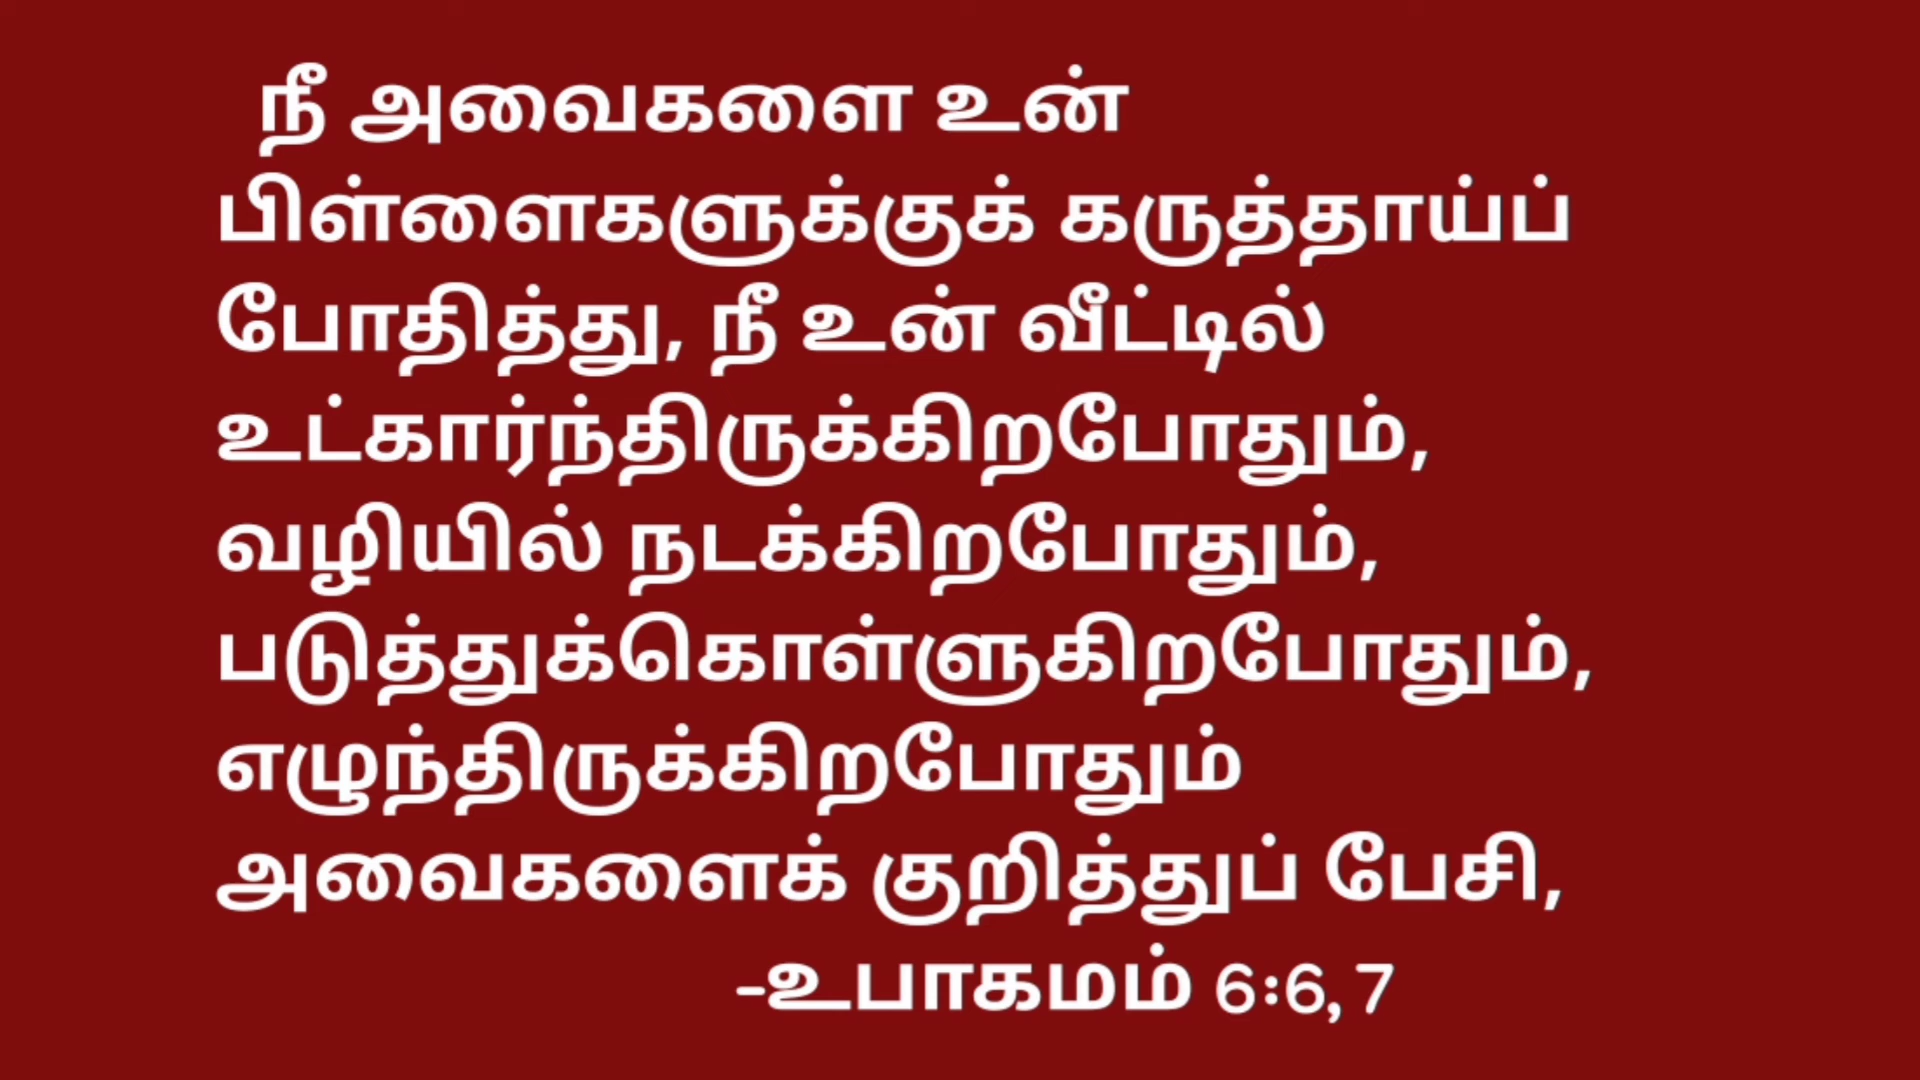 நீ அவைகளை உன்
பிள்ளைகளுக்குக் கருத்தாய்ப்
போதித்து, நீ உன் வீட்டில்
உட்கார்ந்திருக்கிறபோதும்,
வழியில் நடக்கிறபோதும்,
படுத்துக்கொள்ளுகிறபோதும்,
எழுந்திருக்கிறபோதும்
அவைகளைக் குறித்துப் பேசி,
-உபாகமம் 6:6, 7